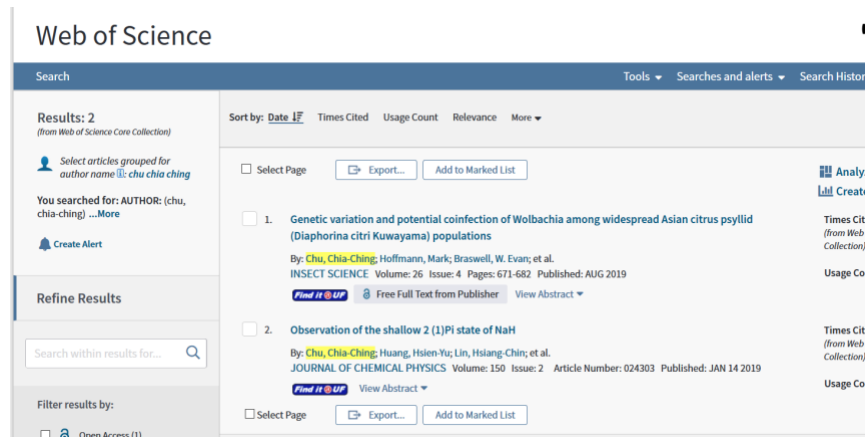 Web of Science
Search
Tools
Searches and alerts
Search Histor
Results: 2
(from Web of Science Core Collection)
Select articles grouped for
author name : chu chia ching
You searched for: AUTHOR: (chu,
chia-ching) ...More
Create Alert
Refine Results
Search within results for...
Filter results by:
Open Access (1)
Sort by: Date Times Cited Usage Count Relevance More
Select Page Export... Add to Marked List
1. Genetic variation and potential coinfection of Wolbachia among widespread Asian citrus psyllid
(Diaphorina citri Kuwayama) populations
By: Chu, Chia-Ching; Hoffmann, Mark; Braswell, W. Evan; et al.
INSECT SCIENCE Volume: 26 Issue: 4 Pages: 671-682 Published: AUG 2019
Find it @ UF Free Full Text from Publisher View Abstract
2. Observation of the shallow 2 (1)Pi state of NaH
By: Chu, Chia-Ching; Huang, Hsien-Yu; Lin, Hsiang-Chin; et al.
JOURNAL OF CHEMICAL PHYSICS Volume: 150 Issue: 2 Article Number: 024303 Published: JAN 14 2019
Find it @ UF View Abstract
Select Page Export... Add to Marked List
Analy
Create
Times Cit
(from Web
Collection)
Usage Co
Times Cit
(from Web
Collection)
Usage Co